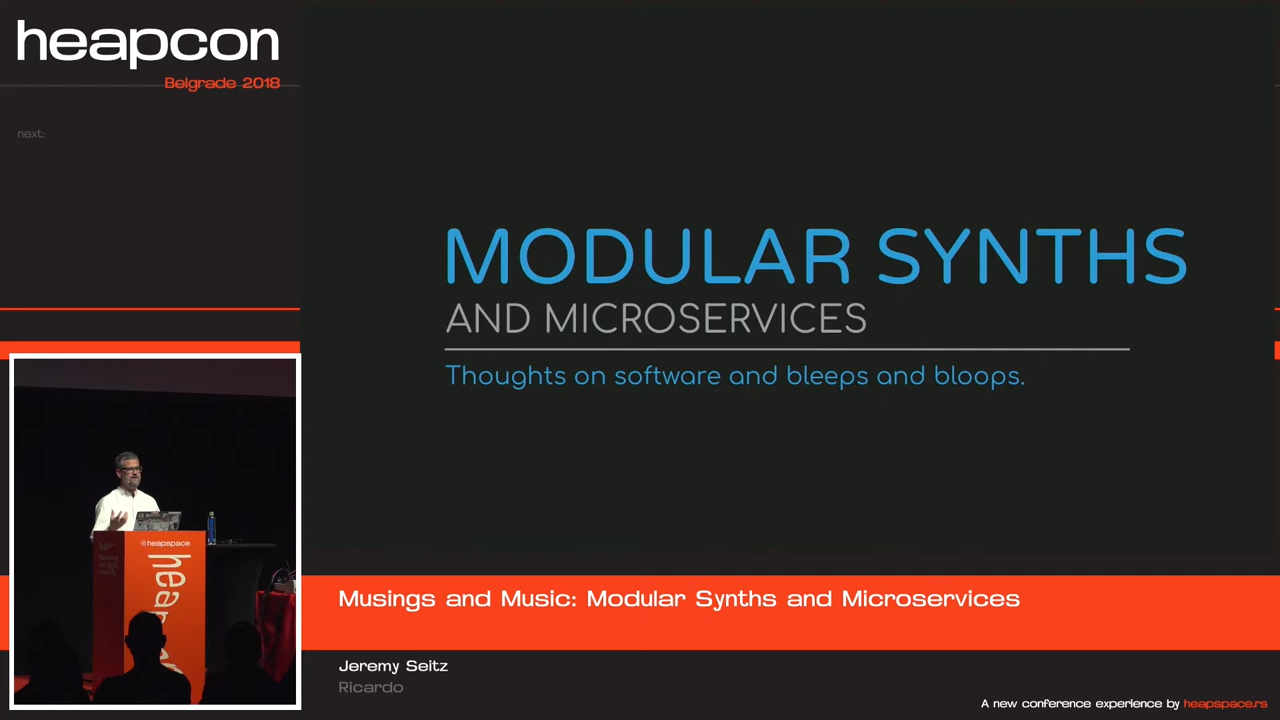 heapcon
Belgrade 2018
next:
MODULAR SYNTHS
AND MICROSERVICES
Thoughts on software and bleeps and bloops.
heapspace
Musings and Music: Modular Synths and Microservices
Jeremy Seitz
Ricardo
A new conference experience by heapspace.rs